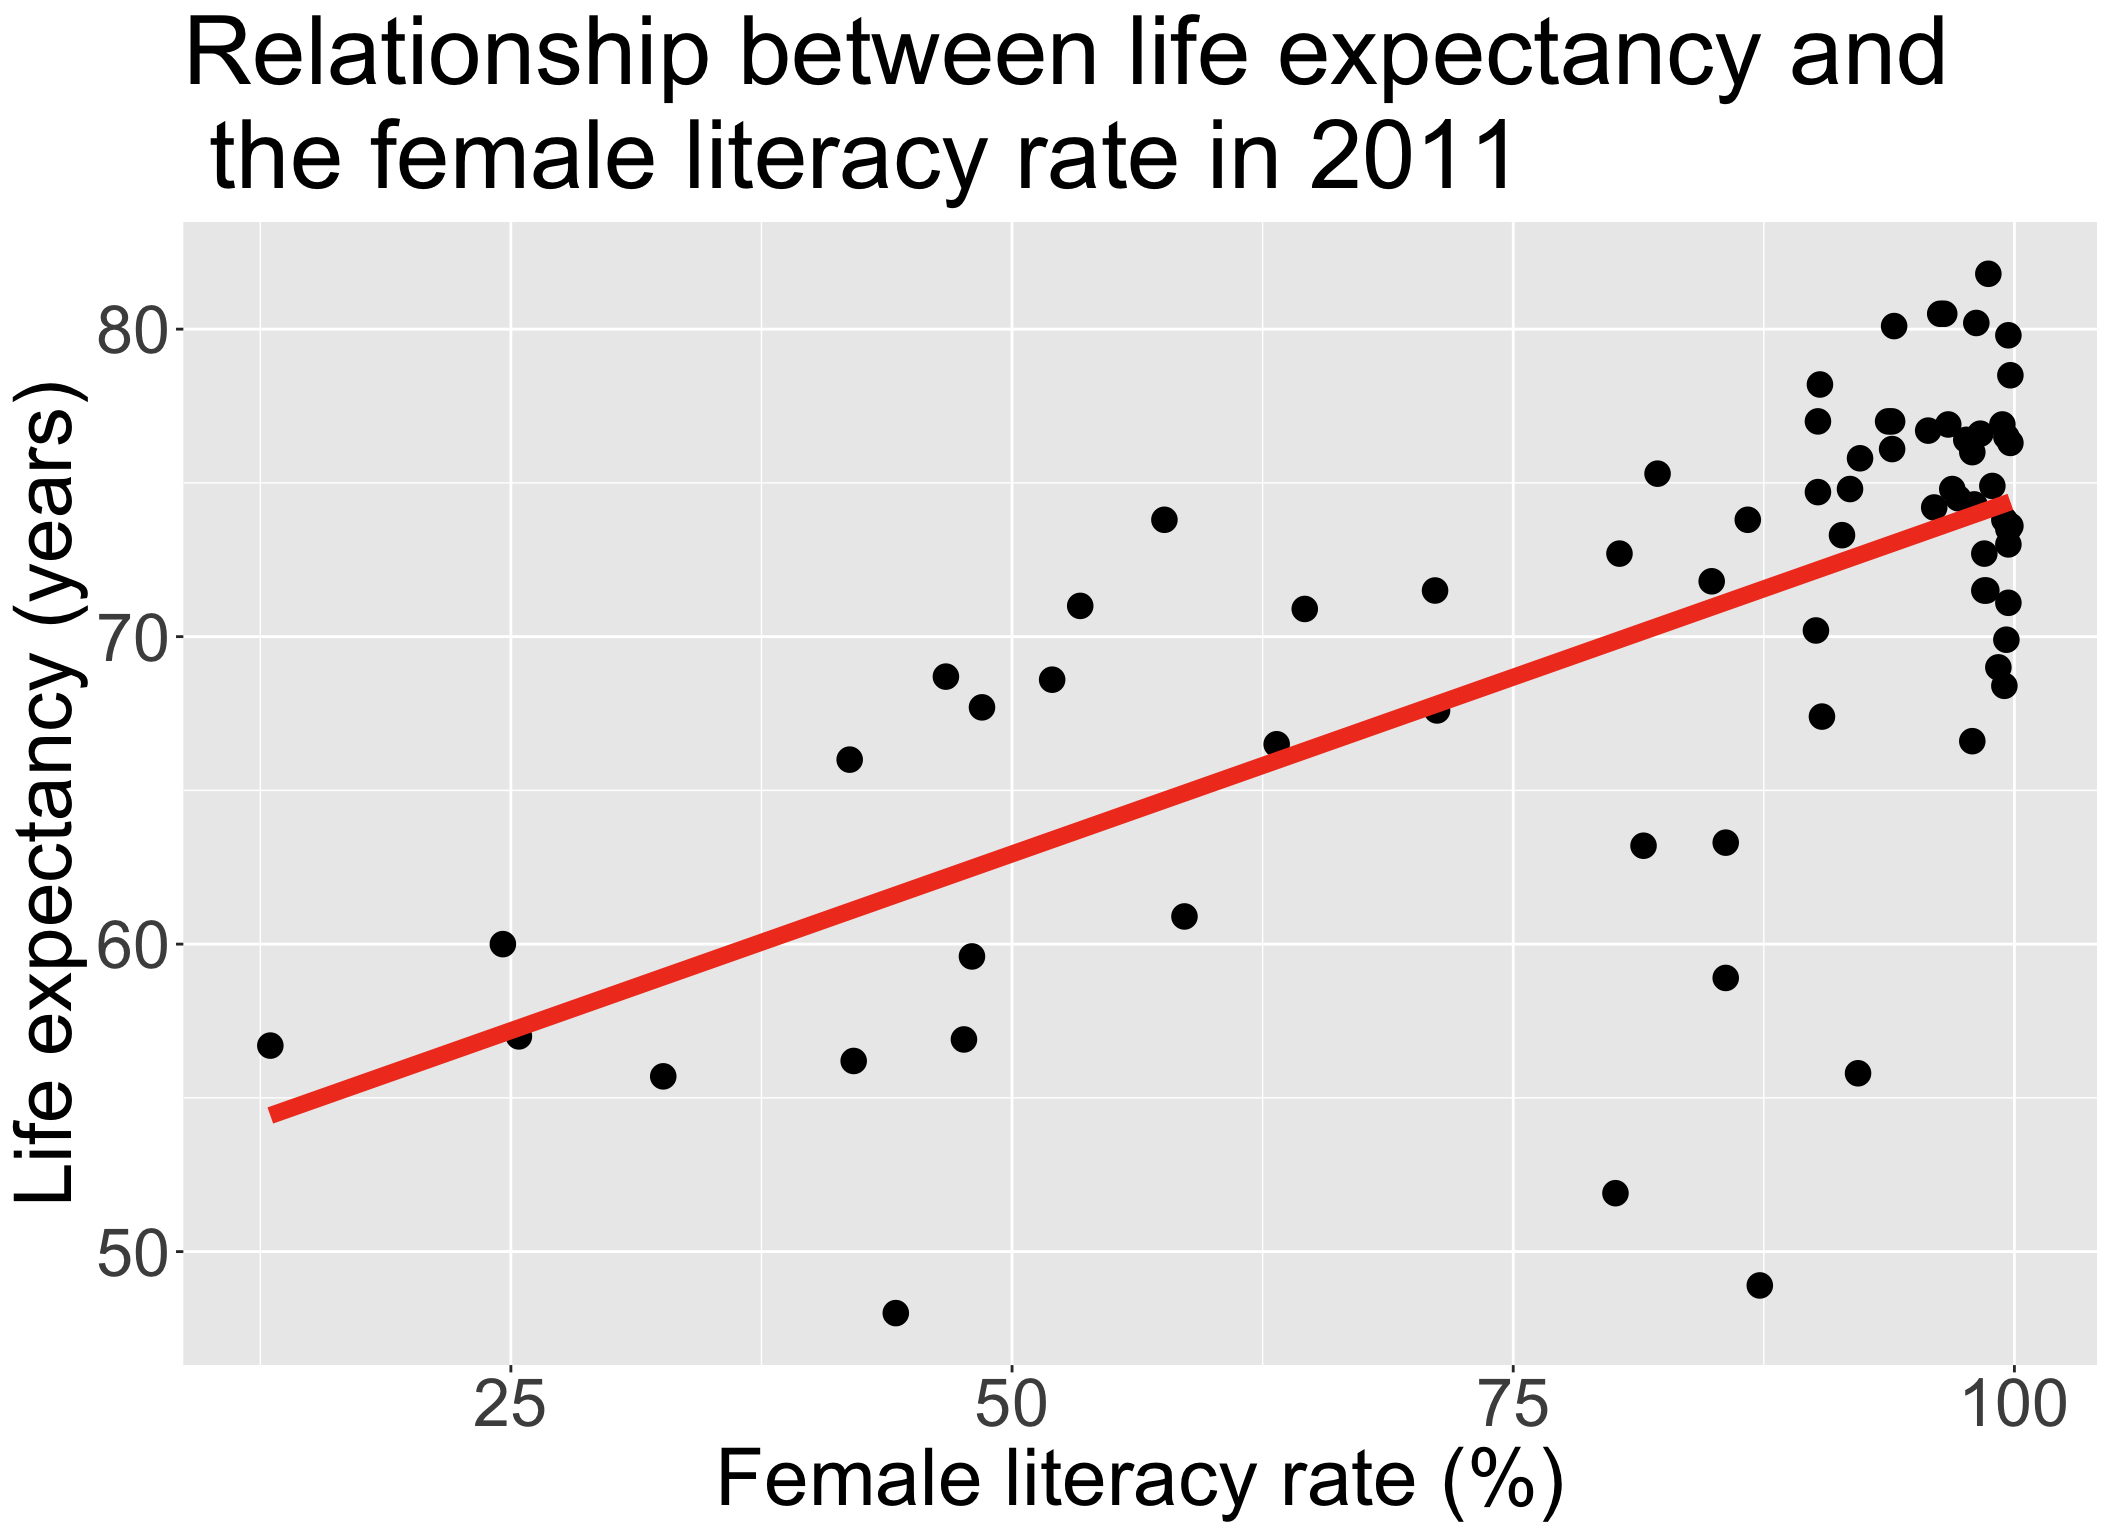 Relationship between life expectancy and
the female literacy rate in 2011
Life expectancy (years)
80
70
60
50
25 50 75 100
Female literacy rate (%)